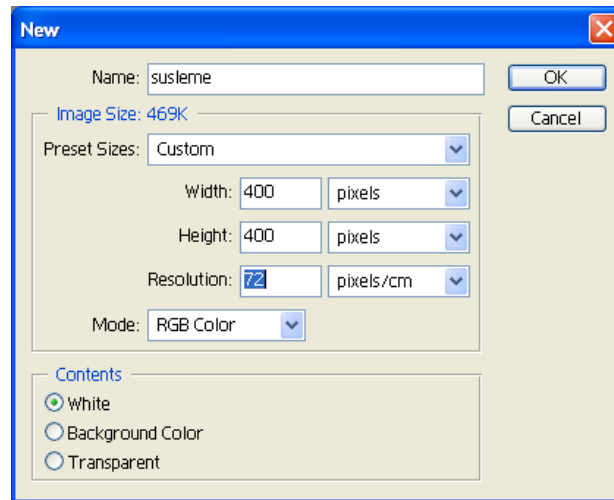 New
Name: susleme
OK
Image Size: 469K
Cancel
Preset Sizes: Custom
Width: 400 pixels
Height: 400 pixels
Resolution: 72 pixels/cm
Mode: RGB Color
Contents
White
Background Color
Transparent